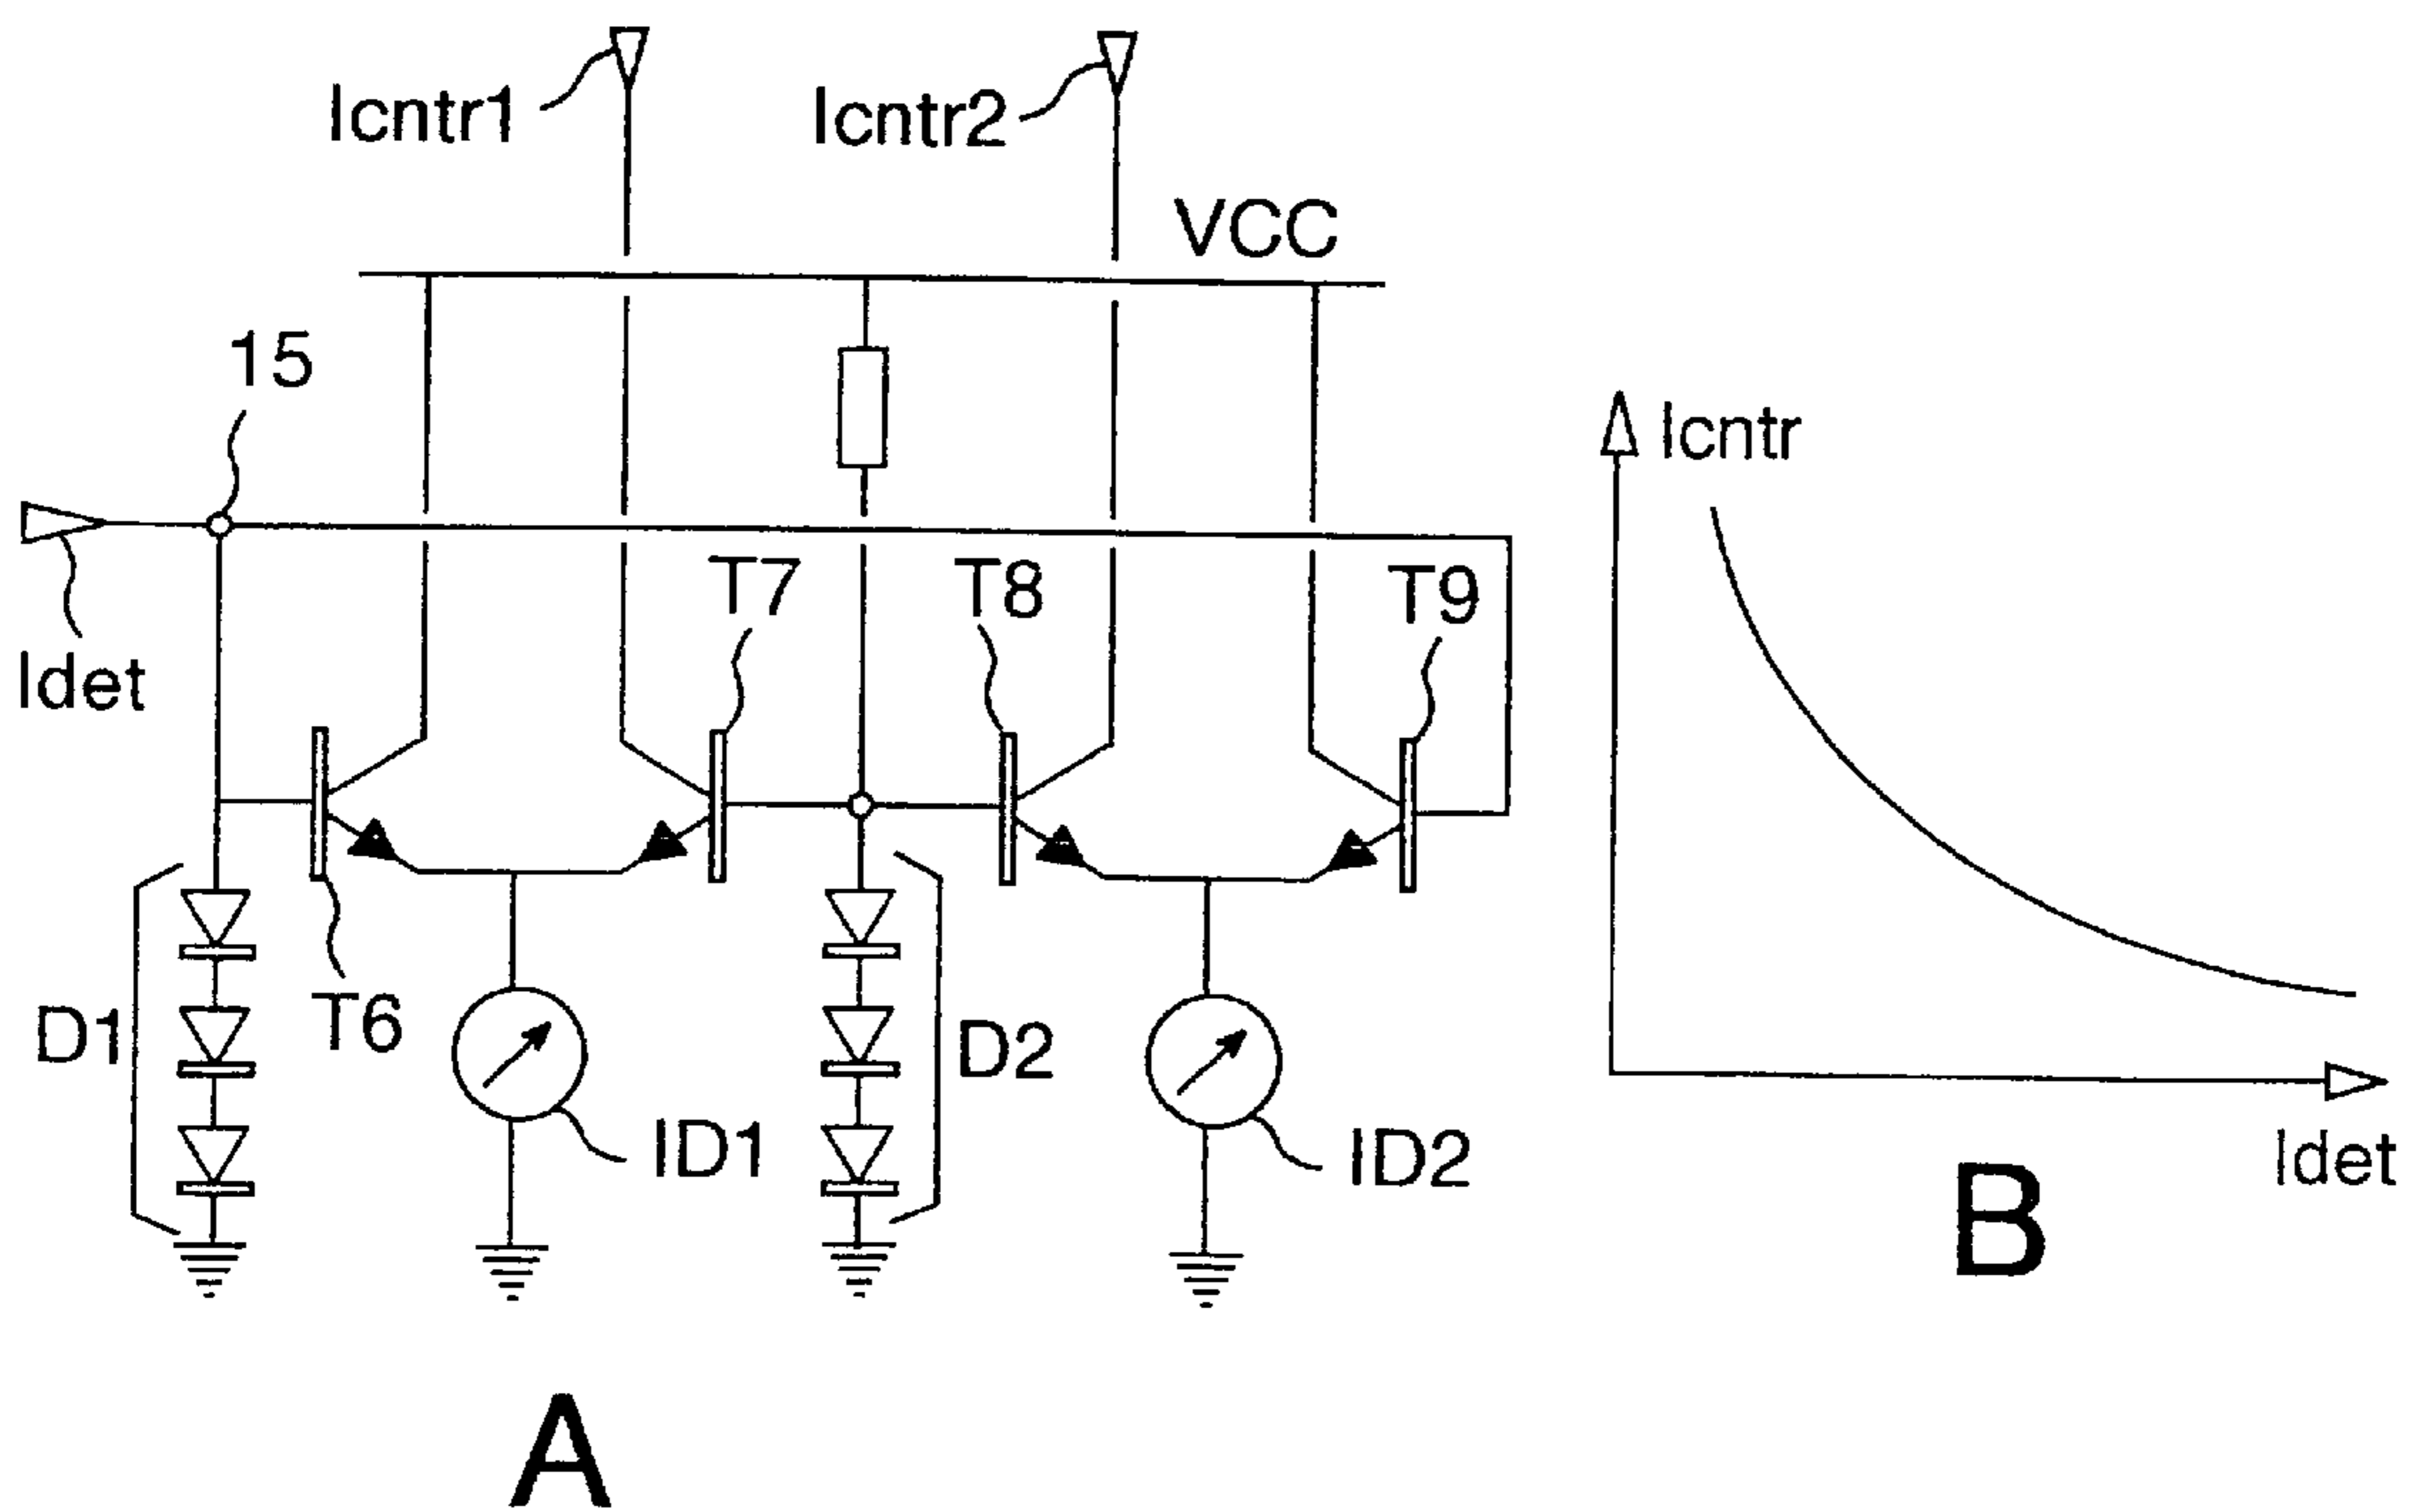 Icntr1
Icntr2
VCC
15
Icntr
T7
T8
T9
Idet
D1
T6
D2
ID1
ID2
Idet
B
A